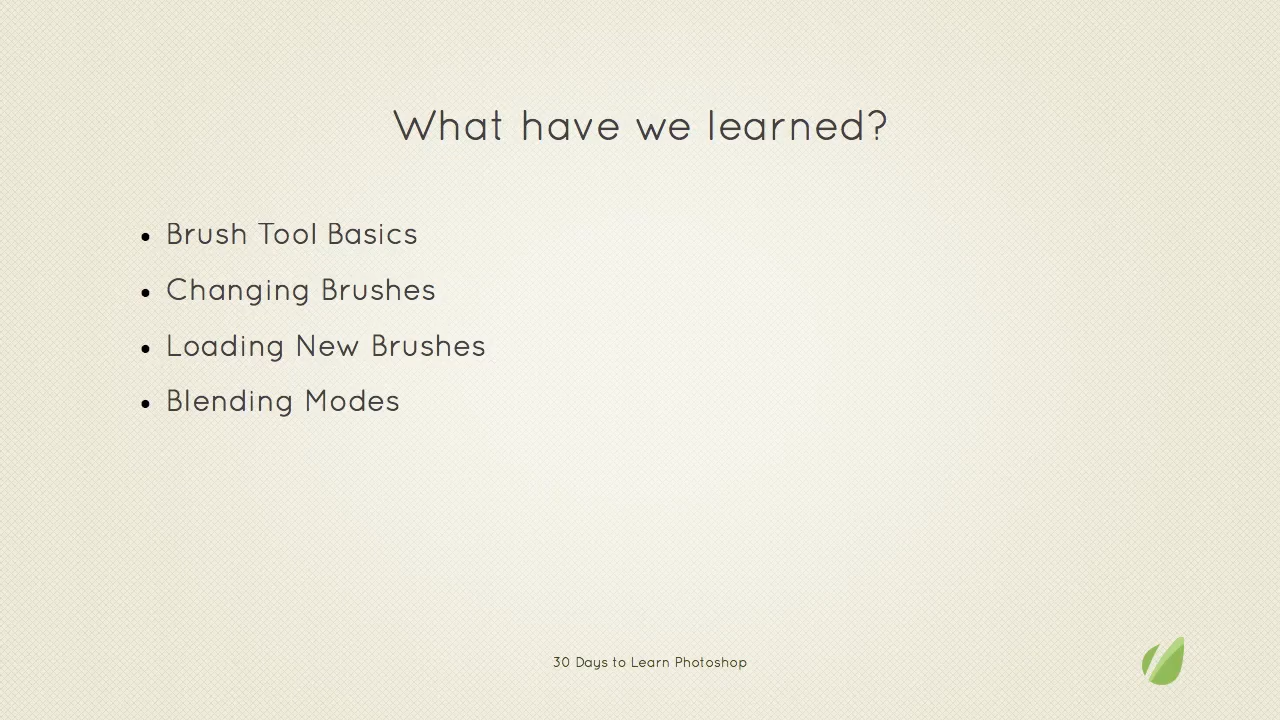 What have we learned?
Brush Tool Basics
Changing Brushes
Loading New Brushes
Blending Modes
30 Days to Learn Photoshop